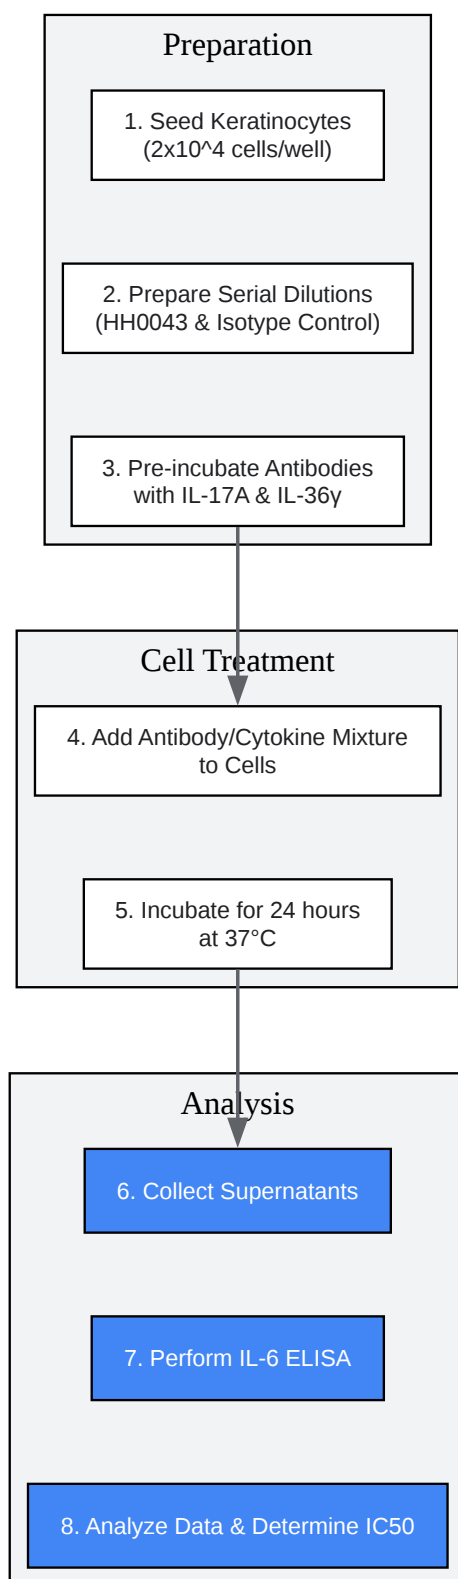 Preparation
1. Seed Keratinocytes
(2x10^4 cells/well)
2. Prepare Serial Dilutions
(HH0043 & Isotype Control)
3. Pre-incubate Antibodies
with IL-17A & IL-36γ
Cell Treatment
4. Add Antibody/Cytokine Mixture
to Cells
5. Incubate for 24 hours
at 37°C
Analysis
6. Collect Supernatants
7. Perform IL-6 ELISA
8. Analyze Data & Determine IC50